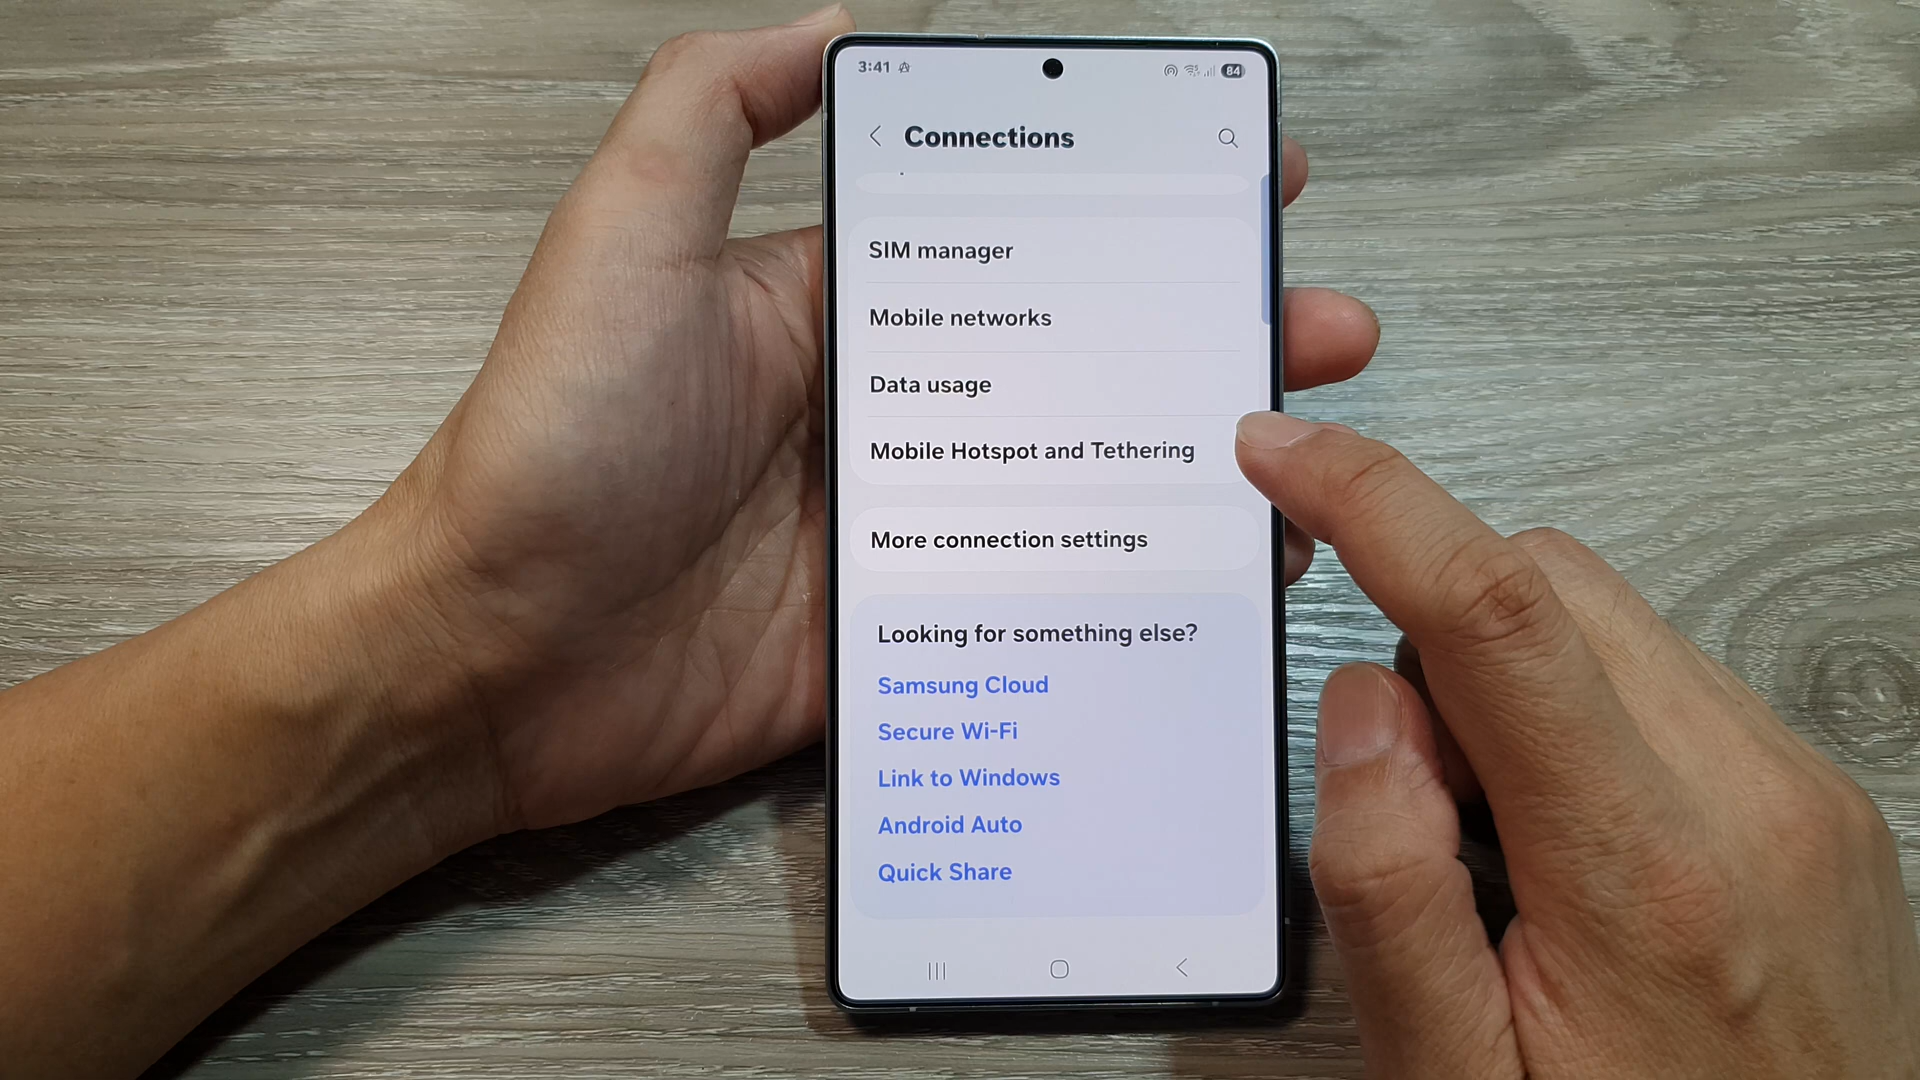 3:41
84
Connections
SIM manager
Mobile networks
Data usage
Mobile Hotspot and Tethering
More connection settings
Looking for something else?
Samsung Cloud
Secure Wi-Fi
Link to Windows
Android Auto
Quick Share